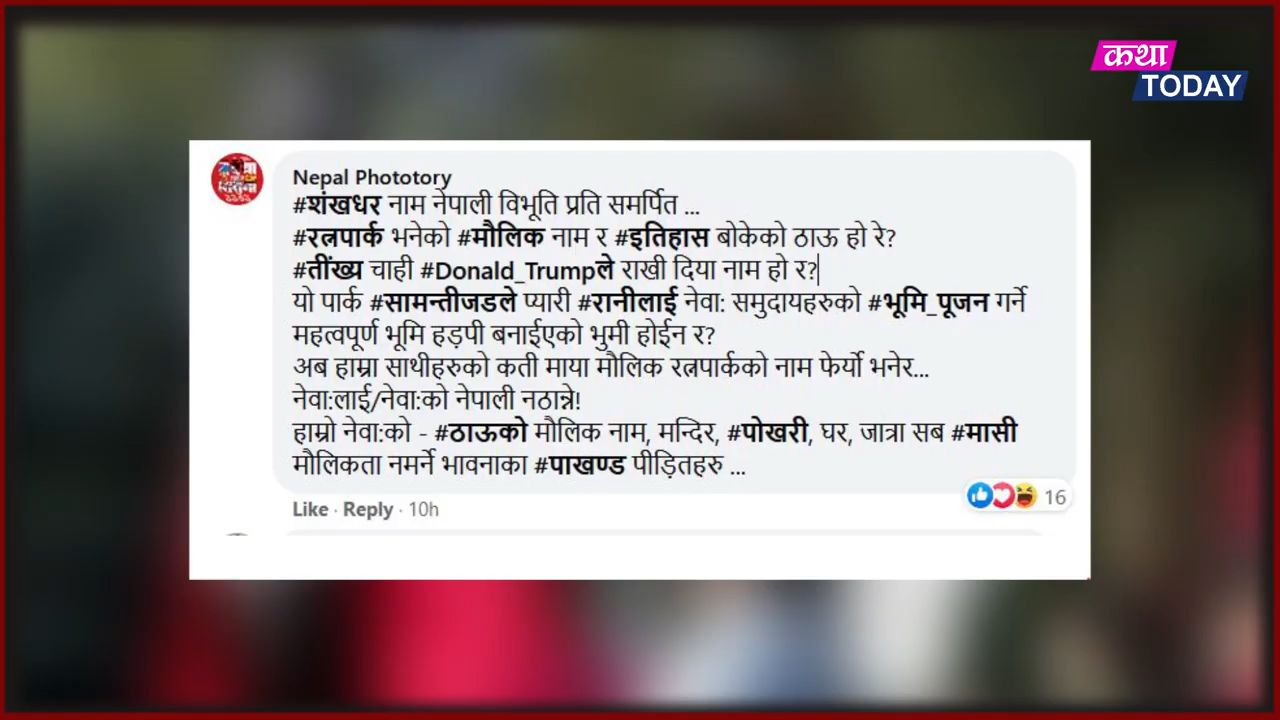 कथा
TODAY
Nepal Phototory
#शंखधर नाम नेपाली विभूति प्रति समर्पित ...
#रत्नपार्क भनेको #मौलिक नाम र #इतिहास बोकेको ठाऊ हो रे?
#तींख्य चाही #Donald_Trumpले राखी दिया नाम हो र?
यो पार्क #सामन्तीजडले प्यारी #रानीलाई नेवा: समुदायहरुको #भूमि_पूजन गर्ने
महत्वपूर्ण भूमि हड़पी बनाईएको भुमी होईन र?
अब हाम्रा साथीहरुको कती माया मौलिक रत्नपार्कको नाम फेर्यो भनेर...
नेवा:लाई/नेवा:को नेपाली नठान्ने!
हाम्रो नेवा:को - #ठाऊको मौलिक नाम, मन्दिर, #पोखरी, घर, जात्रा सब #मासी
मौलिकता नमर्ने भावनाका #पाखण्ड पीड़ितहरु ...
Like · Reply · 10h
16